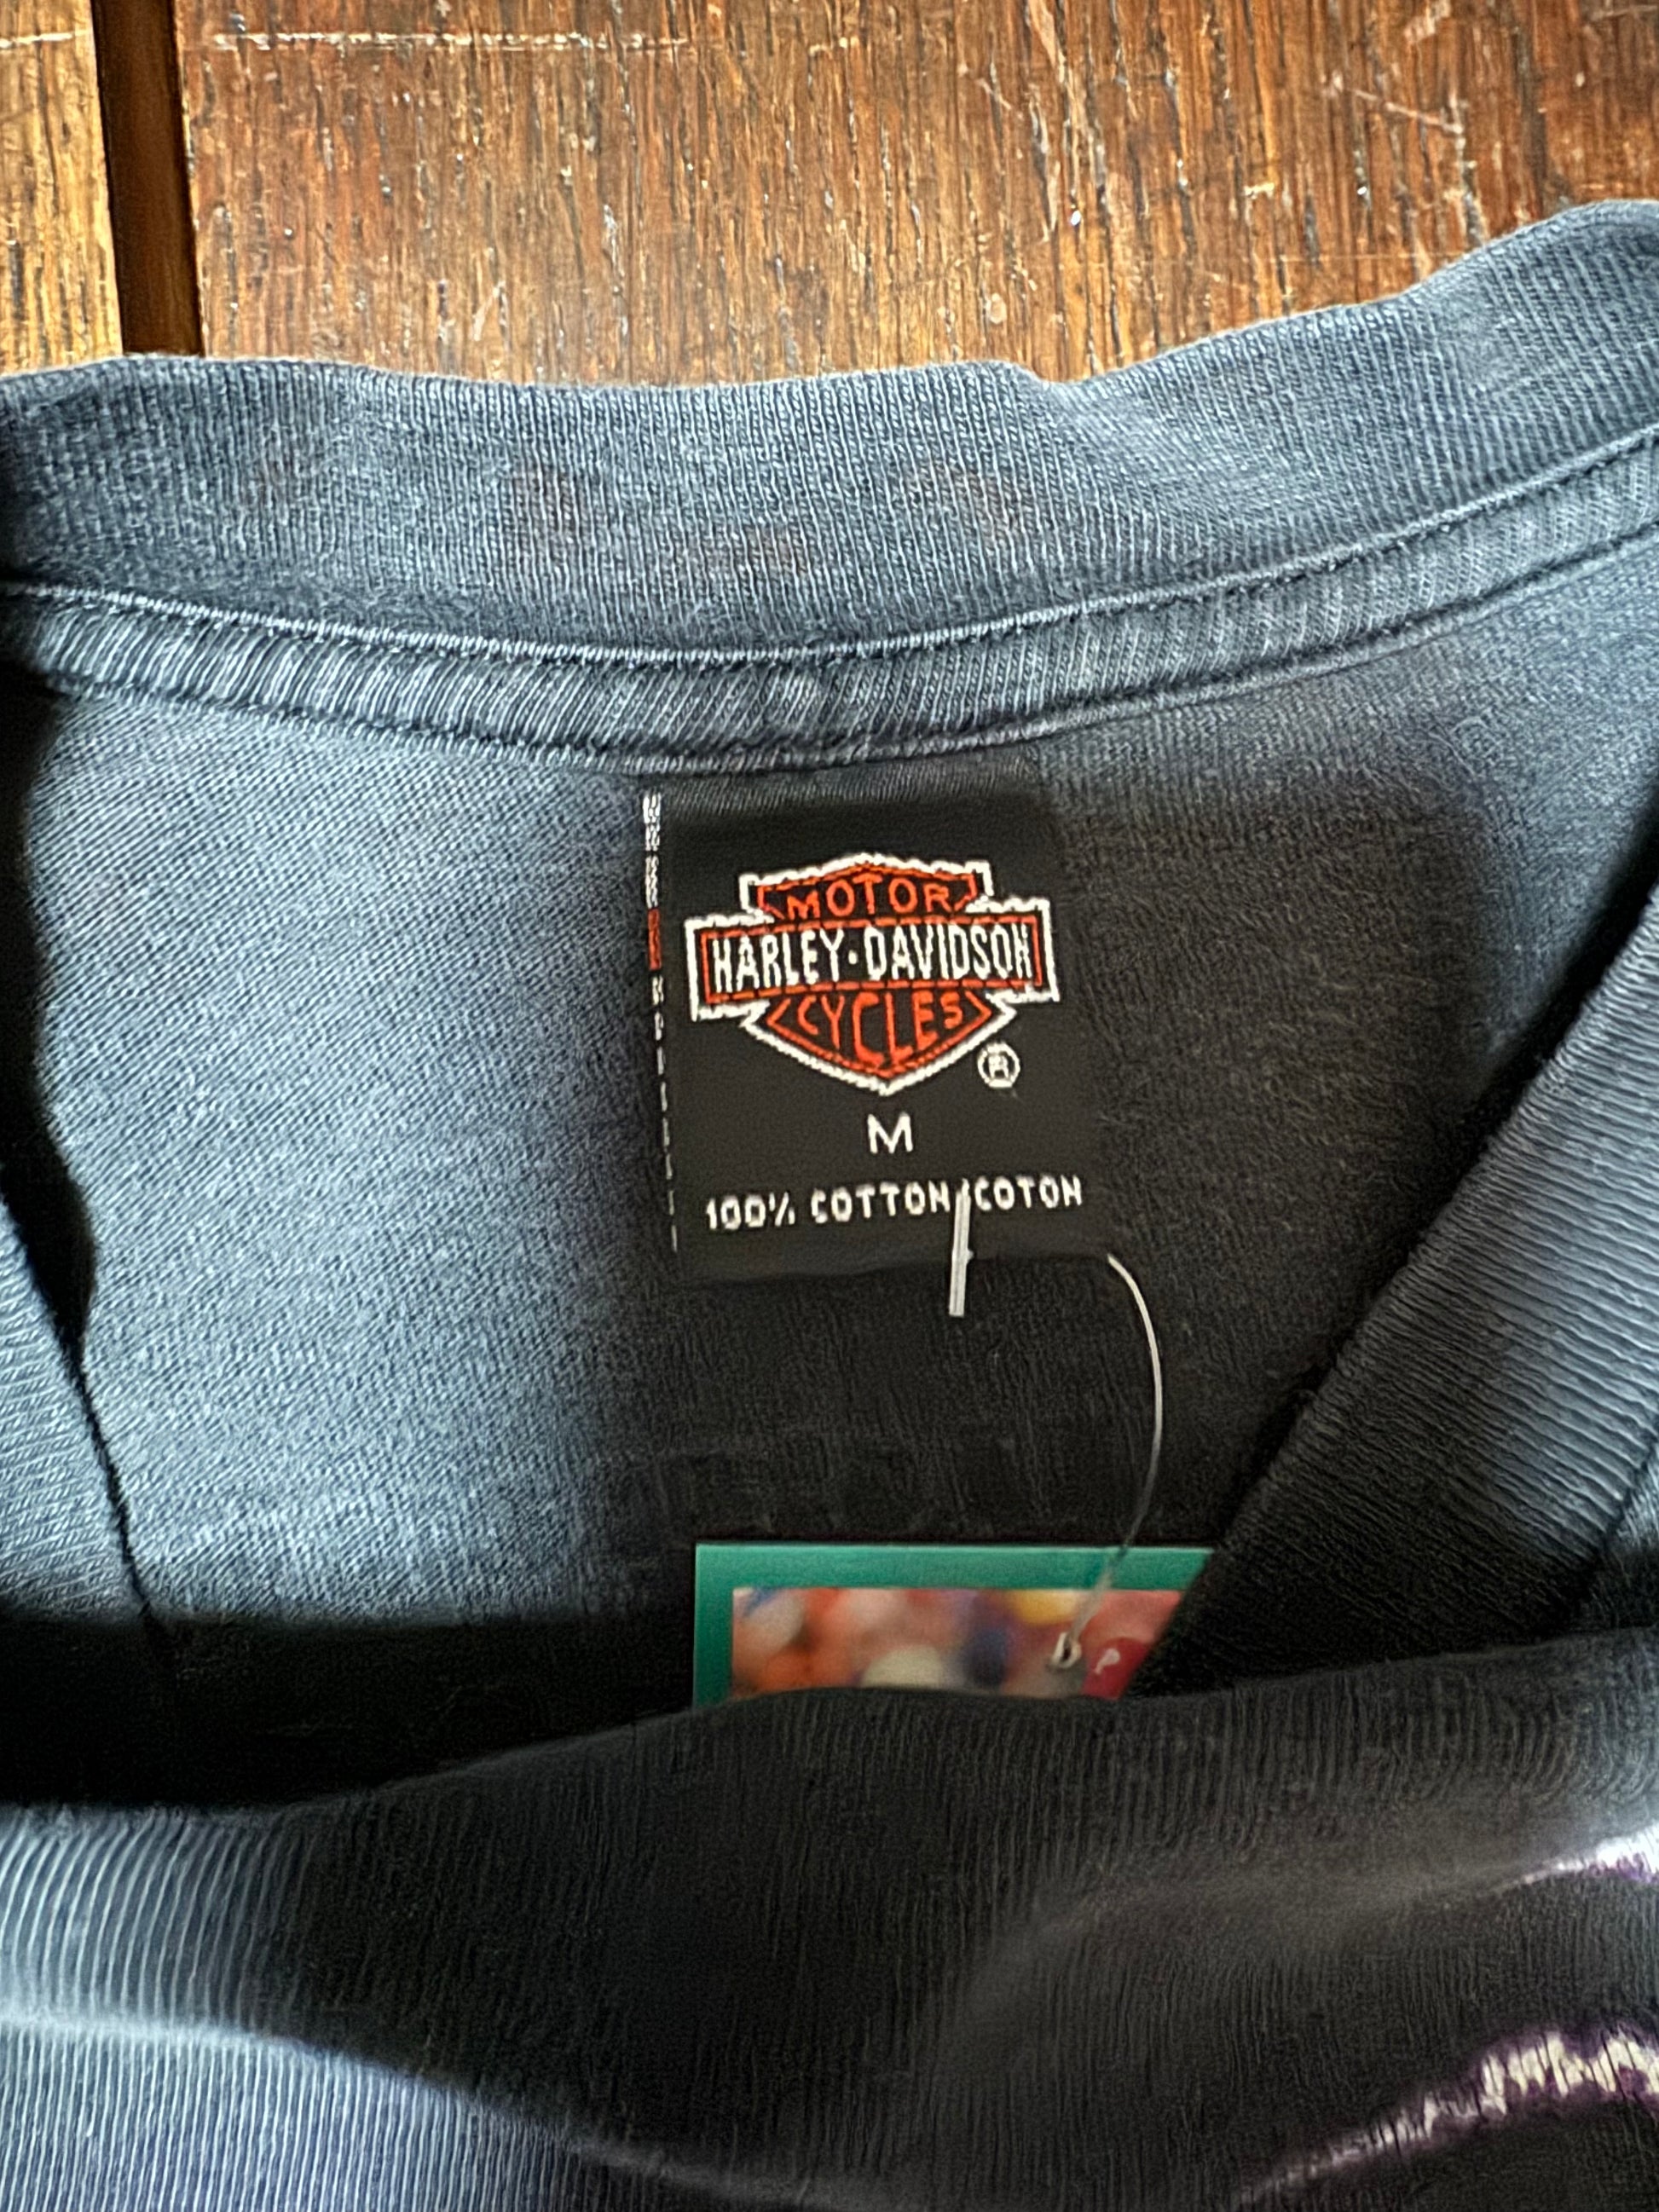 MOTOR
HARLEY-DAVIDSON
CYCLES
®
M
100% COTTON/COTON
P